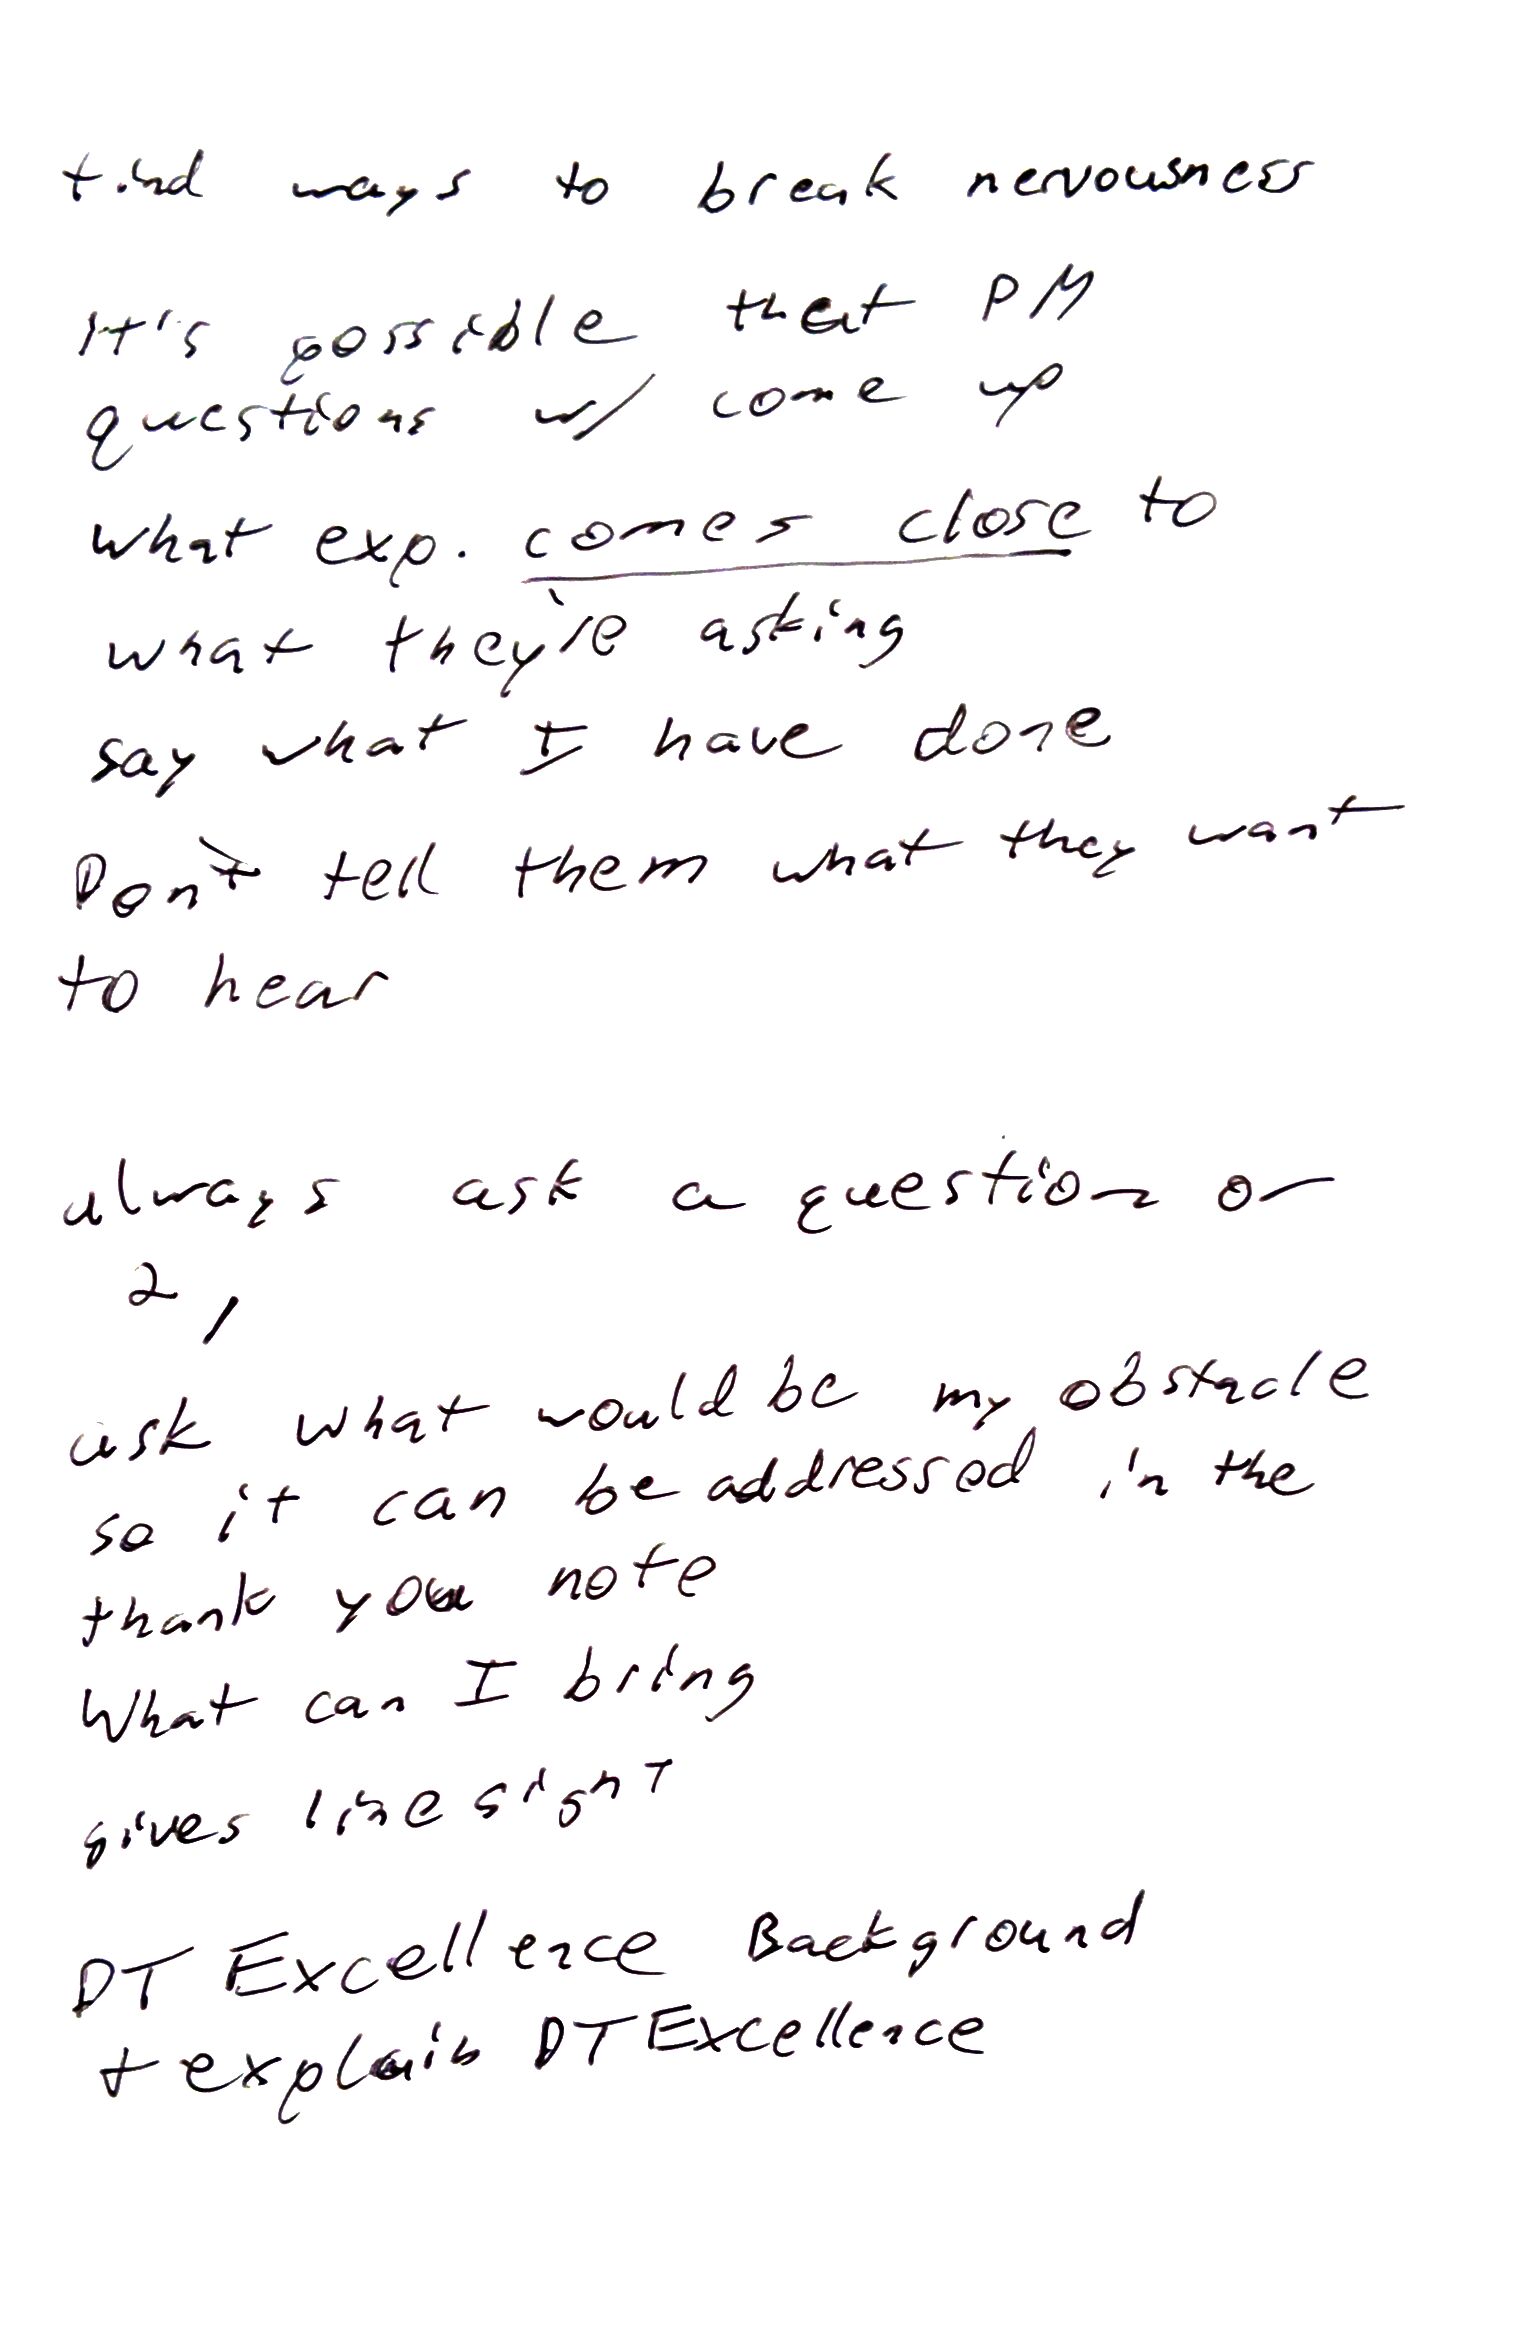 find ways to break nervousness
It's possible that PM
questions w/ come up
what exp. comes close to
what they're asking
say what I have done
Don't tell them what they want
to hear
always ask a question or
2,
ask what would be my obstacle
so it can be addressed in the
thank you note
What can I bring
gives line sight
DT Excellence Background
+ explain DT Excellence